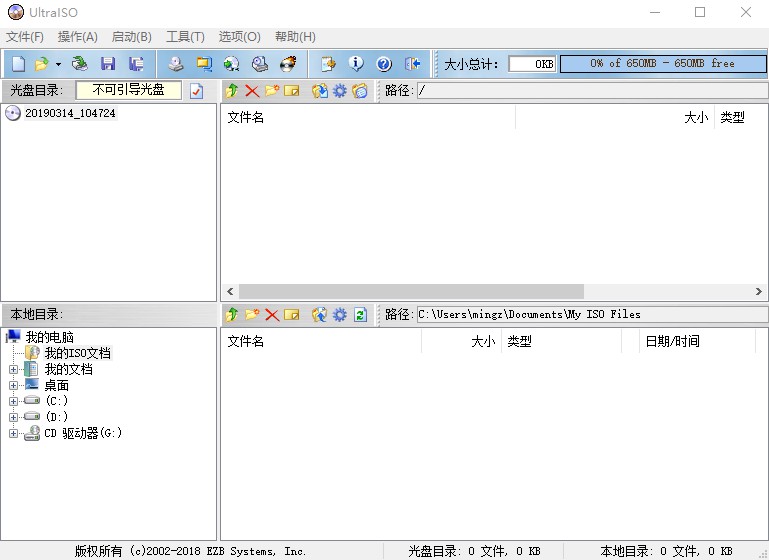 UltraISO
文件(F) 操作(A) 启动(B) 工具(T) 选项(O) 帮助(H)
大小总计: 0KB 0% of 650MB - 650MB free
光盘目录: 不可引导光盘 路径: /
20190314_104724
文件名 大小 类型
本地目录: 路径: C:\Users\mingz\Documents\My ISO Files
我的电脑
我的ISO文档
我的文档
桌面
(C:)
(D:)
CD 驱动器(G:)
文件名 大小 类型 日期/时间
版权所有 (c)2002-2018 EZB Systems, Inc. 光盘目录: 0 文件, 0 KB 本地目录: 0 文件, 0 KB